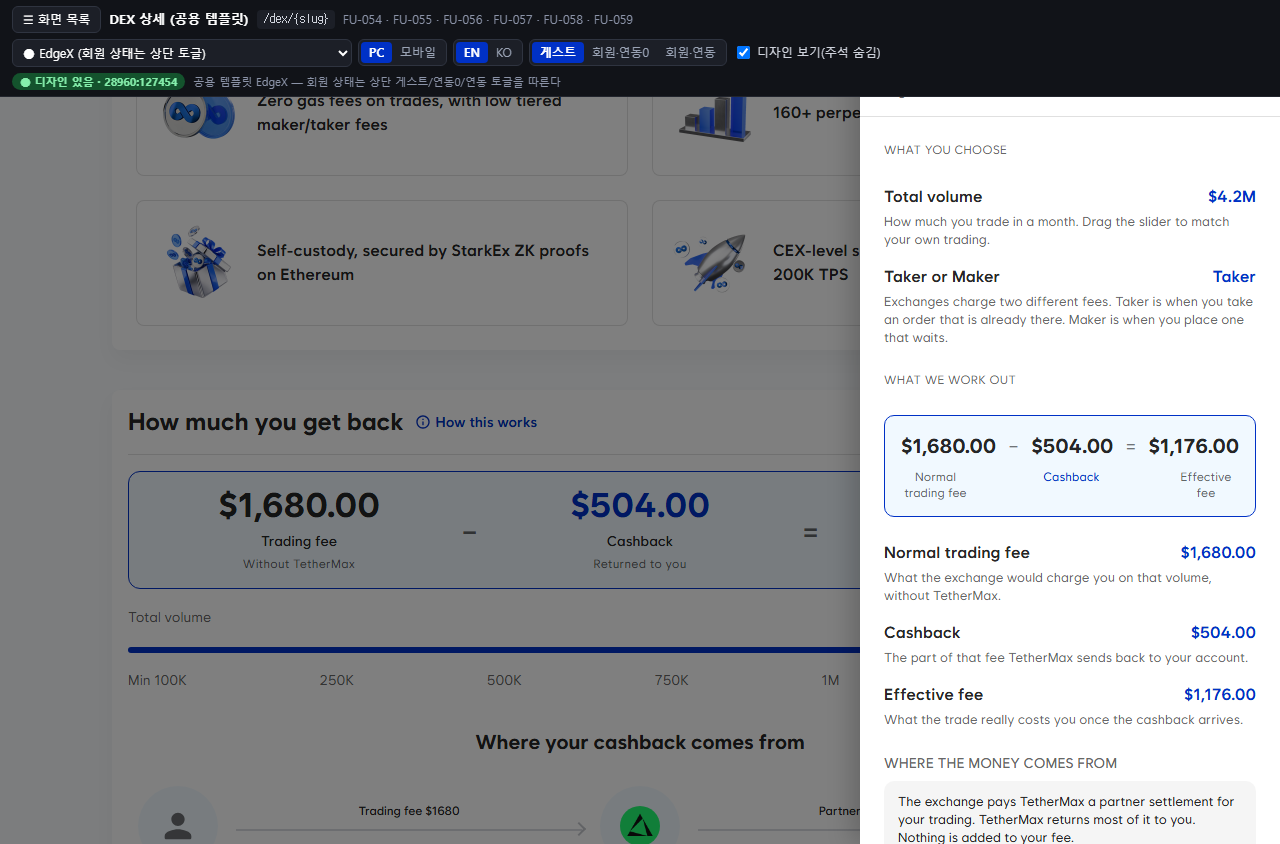 ☰ 화면 목록 DEX 상세 (공용 템플릿) /dex/{slug} FU-054 · FU-055 · FU-056 · FU-057 · FU-058 · FU-059
● EdgeX (회원 상태는 상단 토글) PC 모바일 EN KO 게스트 회원·연동0 회원·연동 디자인 보기(주석 숨김)
● 디자인 있음 · 28960:127454 공용 템플릿 EdgeX — 회원 상태는 상단 게스트/연동0/연동 토글을 따른다
Zero gas fees on trades, with low tiered
maker/taker fees
160+ perpe
Self-custody, secured by StarkEx ZK proofs
on Ethereum
CEX-level s
200K TPS
How much you get back How this works
$1,680.00 − $504.00 =
Trading fee Cashback
Without TetherMax Returned to you
Total volume
Min 100K 250K 500K 750K 1M
Where your cashback comes from
Trading fee $1680 Partner
WHAT YOU CHOOSE
Total volume $4.2M
How much you trade in a month. Drag the slider to match
your own trading.
Taker or Maker Taker
Exchanges charge two different fees. Taker is when you take
an order that is already there. Maker is when you place one
that waits.
WHAT WE WORK OUT
$1,680.00 − $504.00 = $1,176.00
Normal Cashback Effective
trading fee fee
Normal trading fee $1,680.00
What the exchange would charge you on that volume,
without TetherMax.
Cashback $504.00
The part of that fee TetherMax sends back to your account.
Effective fee $1,176.00
What the trade really costs you once the cashback arrives.
WHERE THE MONEY COMES FROM
The exchange pays TetherMax a partner settlement for
your trading. TetherMax returns most of it to you.
Nothing is added to your fee.